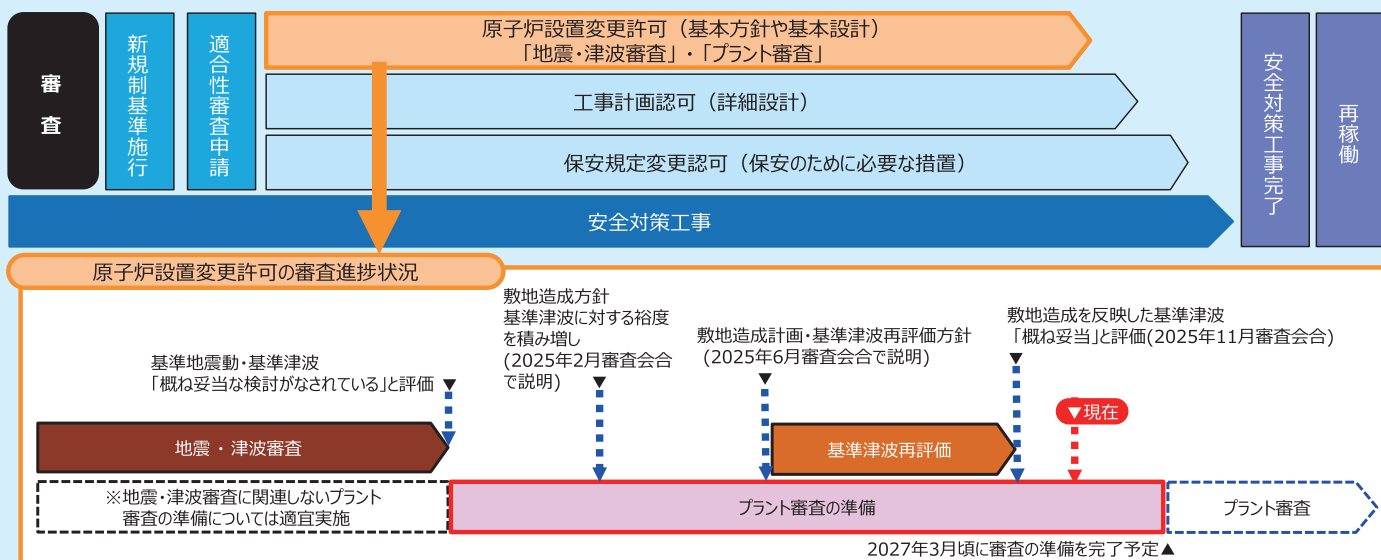 審査
新規制基準施行
適合性審査申請
原子炉設置変更許可（基本方針や基本設計）
「地震・津波審査」・「プラント審査」
工事計画認可（詳細設計）
保安規定変更認可（保安のために必要な措置）
安全対策工事
安全対策工事完了
再稼働
原子炉設置変更許可の審査進捗状況
基準地震動・基準津波
「概ね妥当な検討がなされている」と評価 ▼
敷地造成方針
基準津波に対する裕度
を積み増し
(2025年2月審査会合
で説明)
敷地造成計画・基準津波再評価方針
(2025年6月審査会合で説明)
敷地造成を反映した基準津波
「概ね妥当」と評価(2025年11月審査会合)
▼現在
地震・津波審査
基準津波再評価
※地震・津波審査に関連しないプラント
審査の準備については適宜実施
プラント審査の準備
プラント審査
2027年3月頃に審査の準備を完了予定▲